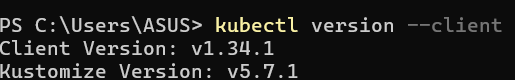 PS C:\Users\ASUS> kubectl version --client
Client Version: v1.34.1
Kustomize Version: v5.7.1